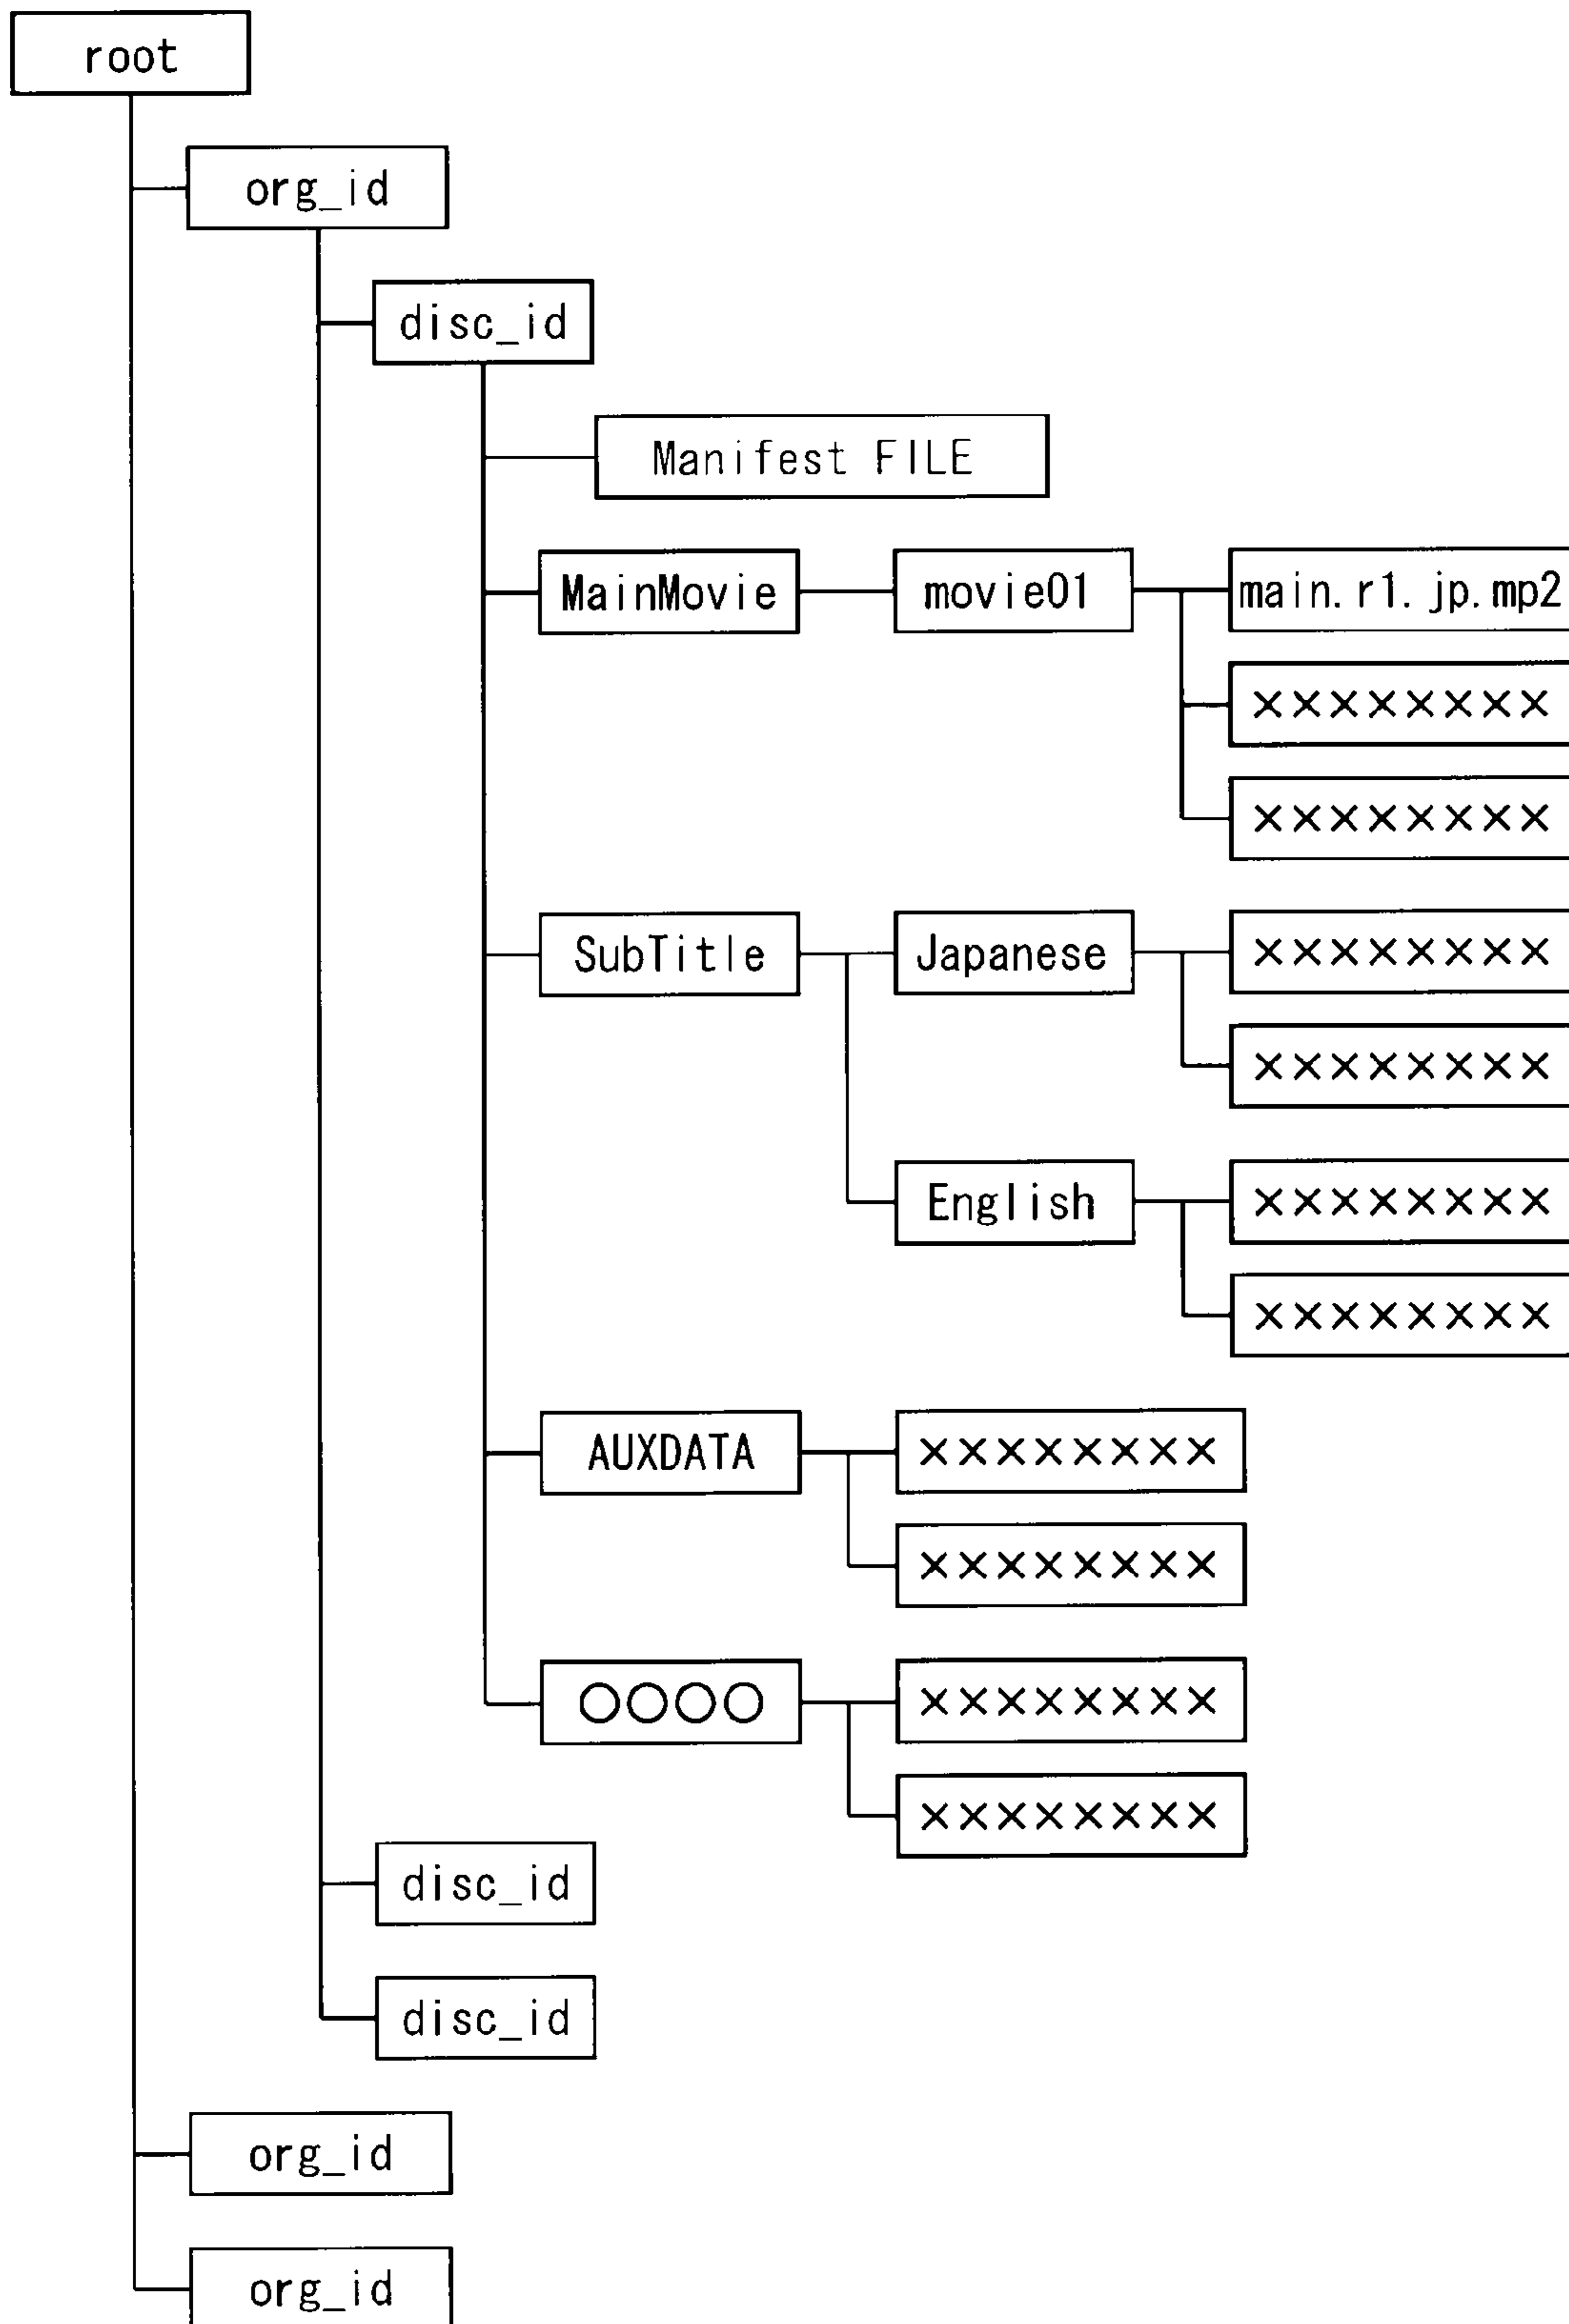 root
org_id
disc_id
Manifest FILE
MainMovie movie01 main.r1.jp.mp2
××××××××
××××××××
SubTitle Japanese ××××××××
××××××××
English ××××××××
××××××××
AUXDATA ××××××××
××××××××
○○○○ ××××××××
××××××××
disc_id
disc_id
org_id
org_id